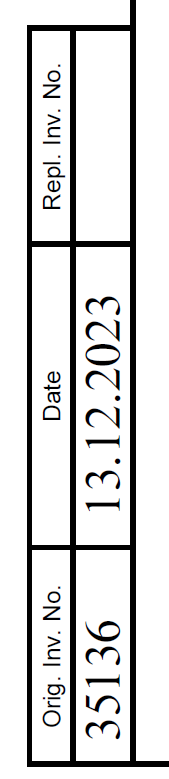 Orig. Inv. No.
35136
Date
13.12.2023
Repl. Inv. No.